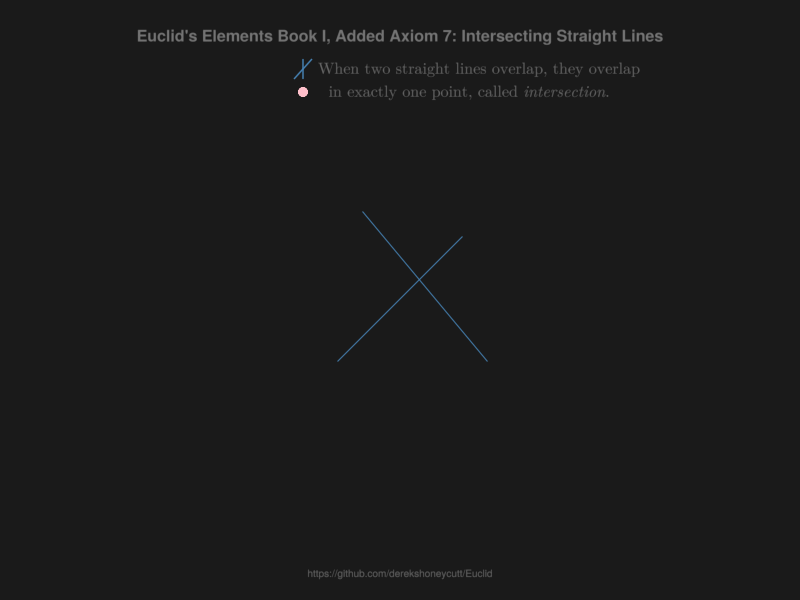 Euclid's Elements Book I, Added Axiom 7: Intersecting Straight Lines
When two straight lines overlap, they overlap
in exactly one point, called intersection.
https://github.com/derekshoneycutt/Euclid